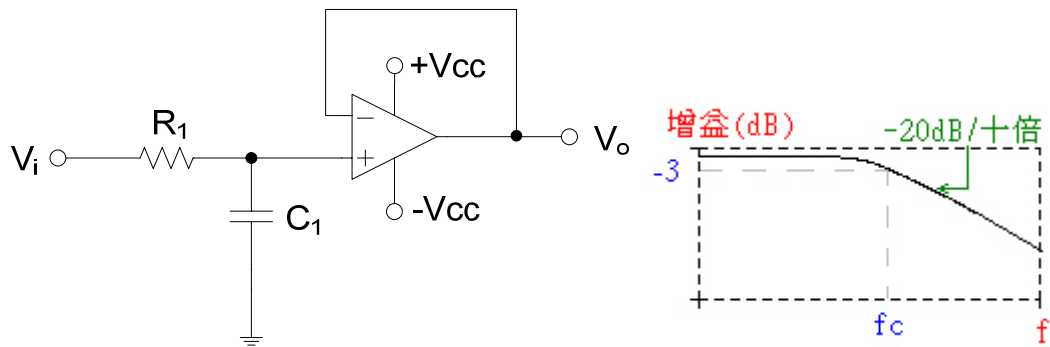 +Vcc
R1
Vi
−
+
Vo
C1
-Vcc
增益(dB)
-20dB/十倍
-3
fc
f